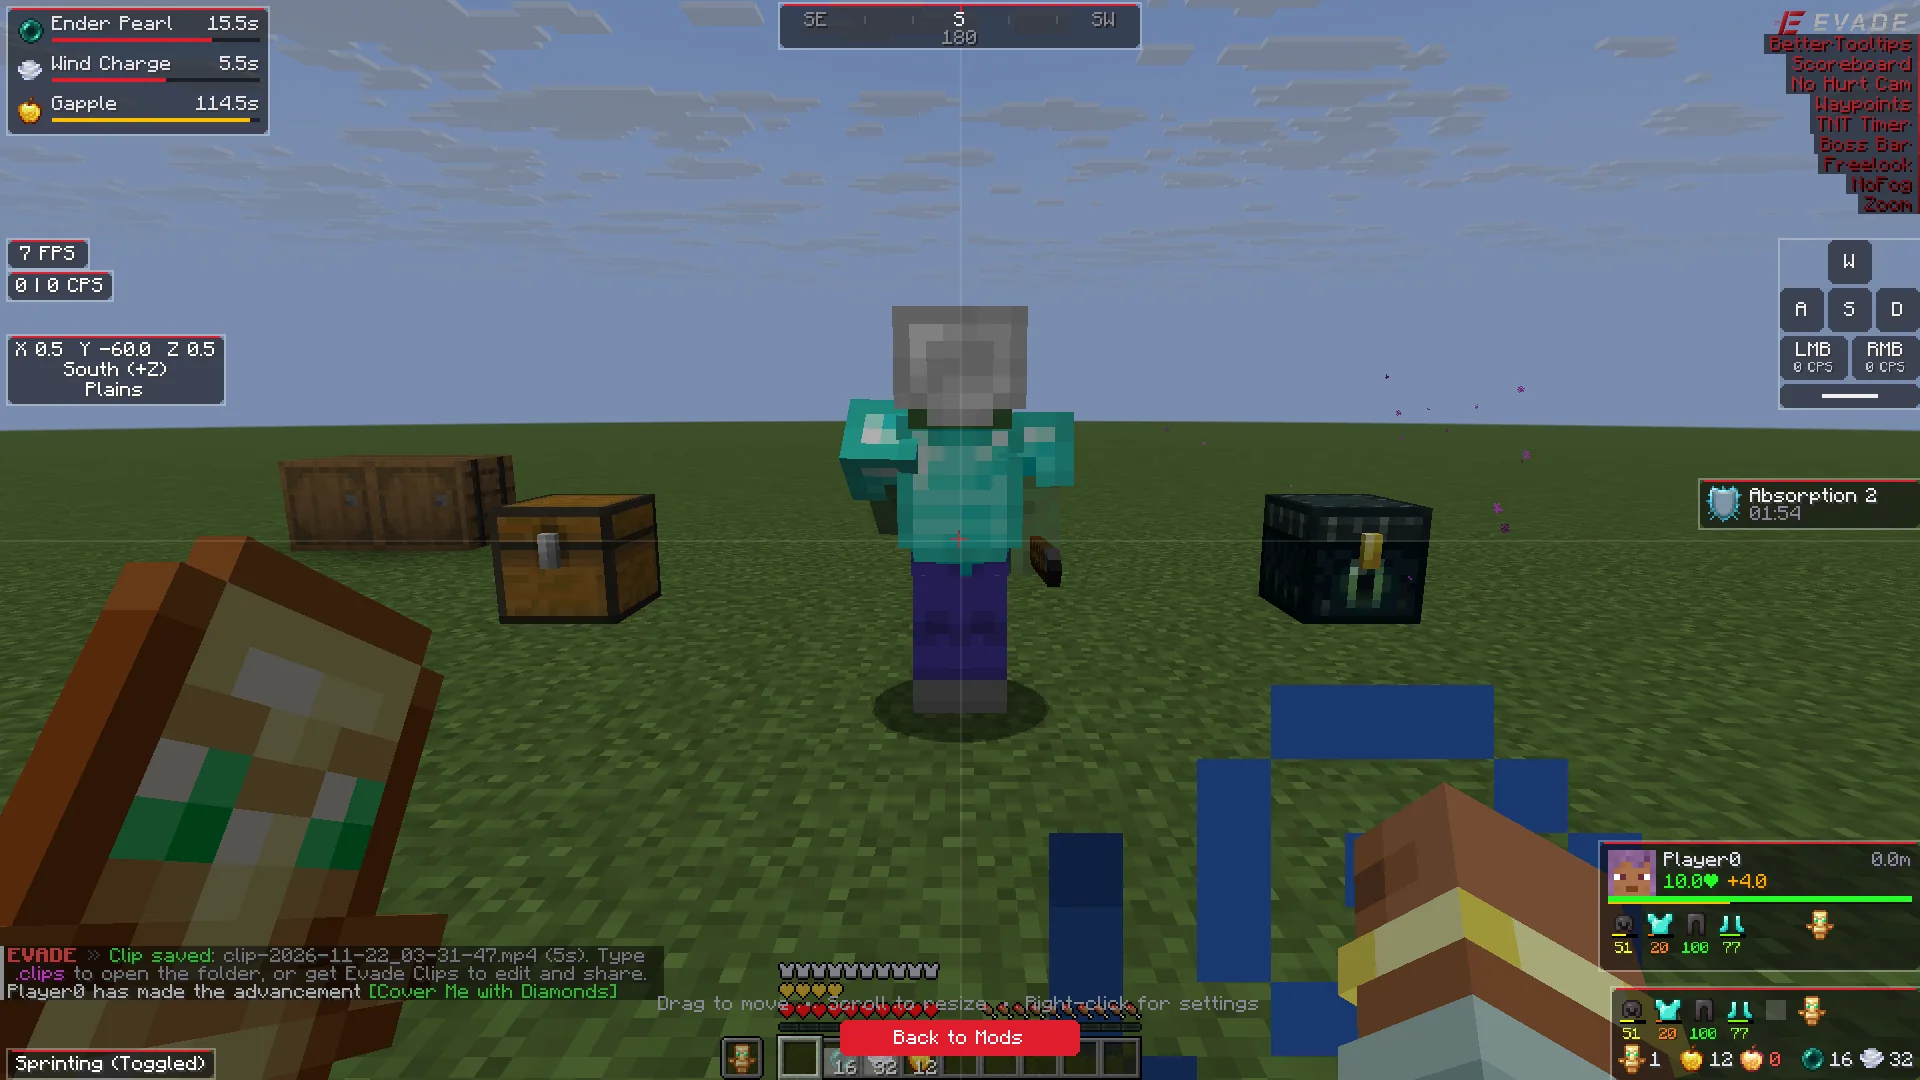 Ender Pearl 15.5s
Wind Charge 5.5s
Gapple 114.5s
SE S SW
180
EVADE
Better Tooltips
Scoreboard
No Hurt Cam
Waypoints
TNT Timer
Boss Bar
Freelook
NoFog
Zoom
7 FPS
0 | 0 CPS
X 0.5 Y -60.0 Z 0.5
South (+Z)
Plains
W
A S D
LMB RMB
0 CPS 0 CPS
Absorption 2
01:54
Player0 0.0m
10.0♥ +4.0
51 20 100 77
EVADE » Clip saved: clip-2026-11-22_03-31-47.mp4 (5s). Type
.clips to open the folder, or get Evade Clips to edit and share.
Player0 has made the advancement [Cover Me with Diamonds]
Drag to move • Scroll to resize • Right-click for settings
Back to Mods
16 32 12
Sprinting (Toggled)
51 20 100 77
1 12 0 16 32